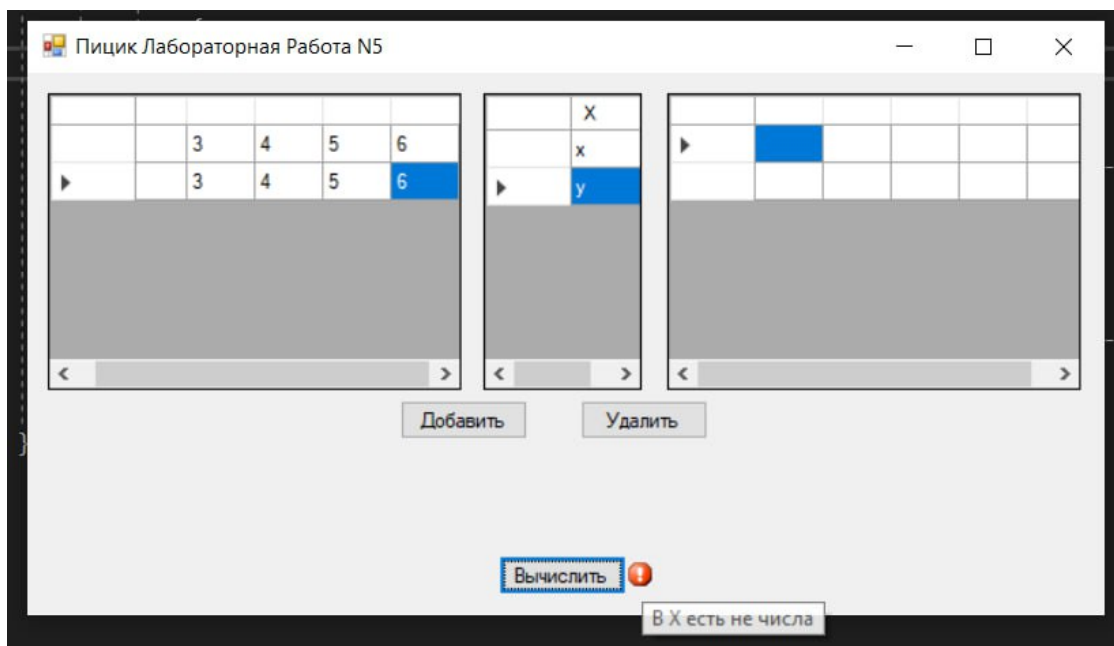 Пицик Лабораторная Работа N5
X
3 4 5 6
x
3 4 5 6
y
Добавить
Удалить
}
Вычислить
В X есть не числа